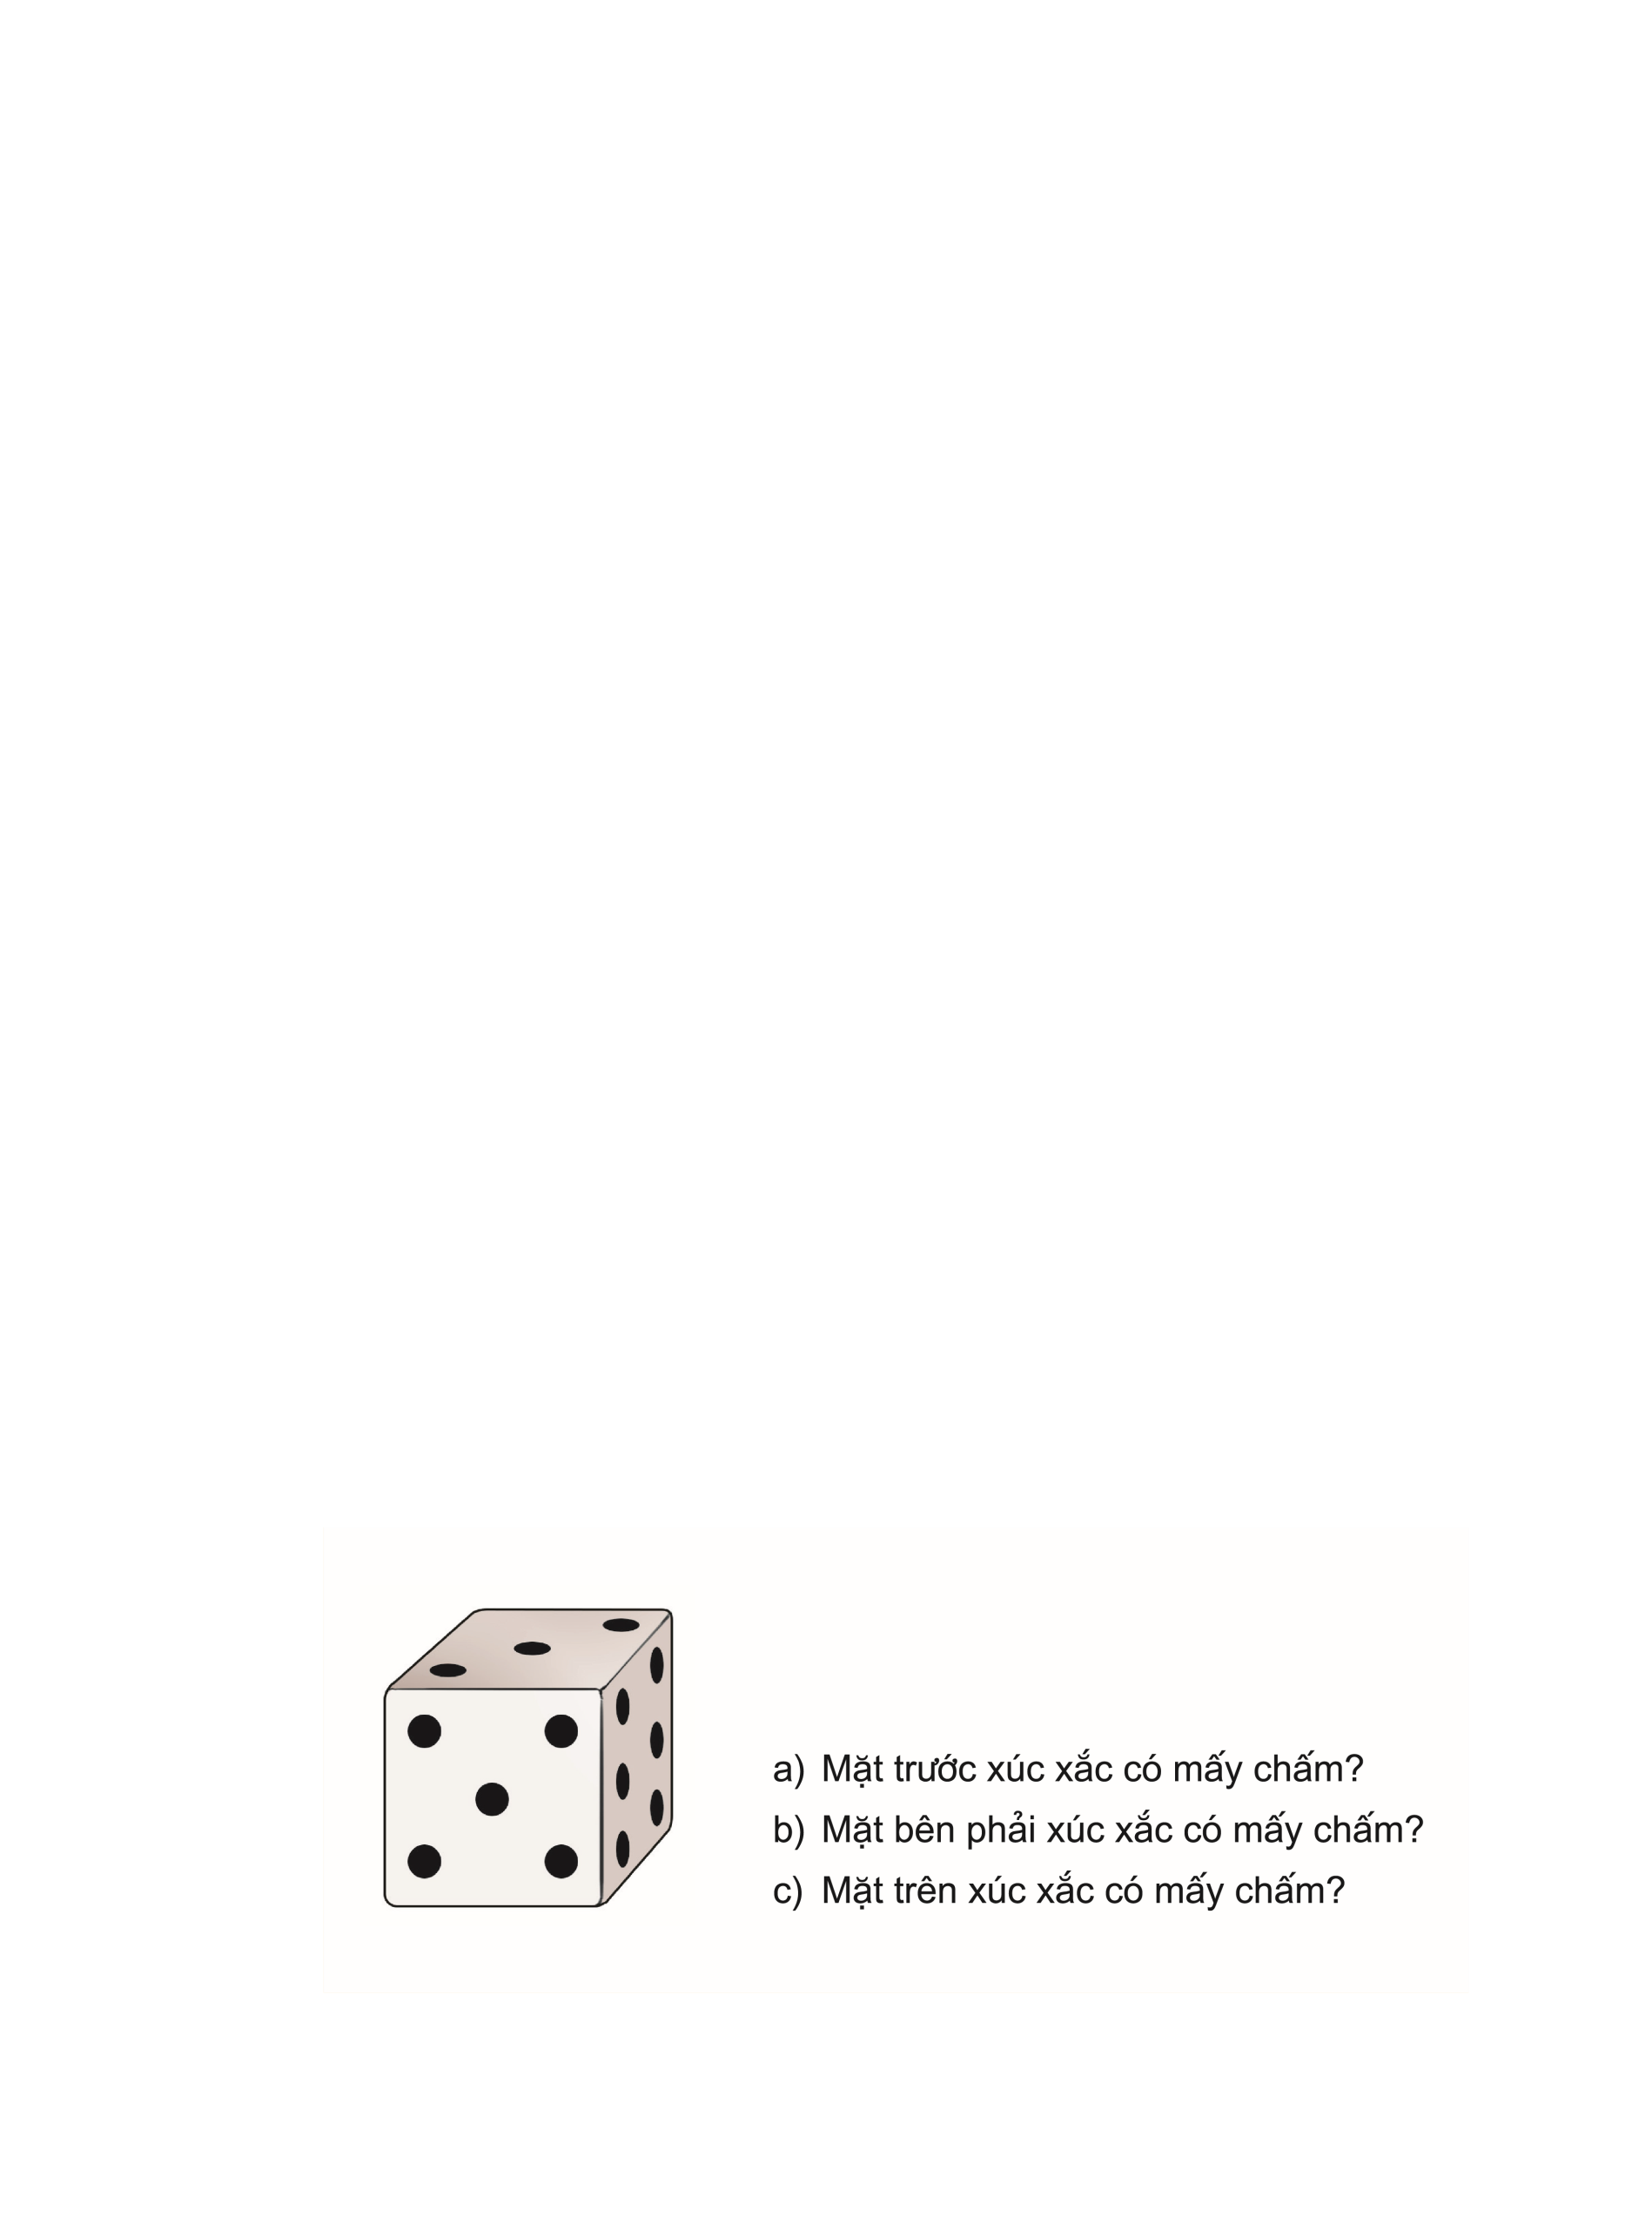 a) Mặt trước xúc xắc có mấy chấm?
b) Mặt bên phải xúc xắc có mấy chấm?
c) Mặt trên xúc xắc có mấy chấm?